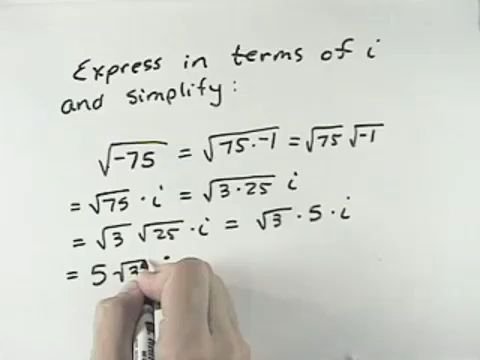 Express in terms of i
and simplify:
√-75 = √75·-1 = √75 √-1
= √75 · i = √3·25 i
= √3 √25 · i = √3 · 5 · i
= 5√3 i